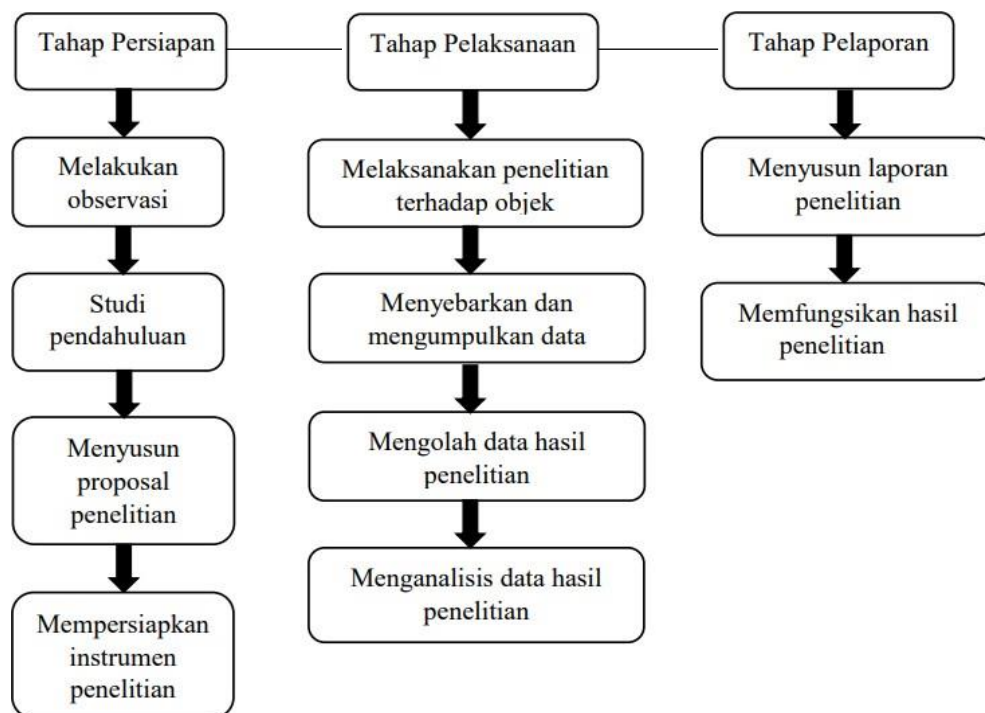 Tahap Persiapan
Tahap Pelaksanaan
Tahap Pelaporan
Melakukan
observasi
Studi
pendahuluan
Menyusun
proposal
penelitian
Mempersiapkan
instrumen
penelitian
Melaksanakan penelitian
terhadap objek
Menyebarkan dan
mengumpulkan data
Mengolah data hasil
penelitian
Menganalisis data hasil
penelitian
Menyusun laporan
penelitian
Memfungsikan hasil
penelitian